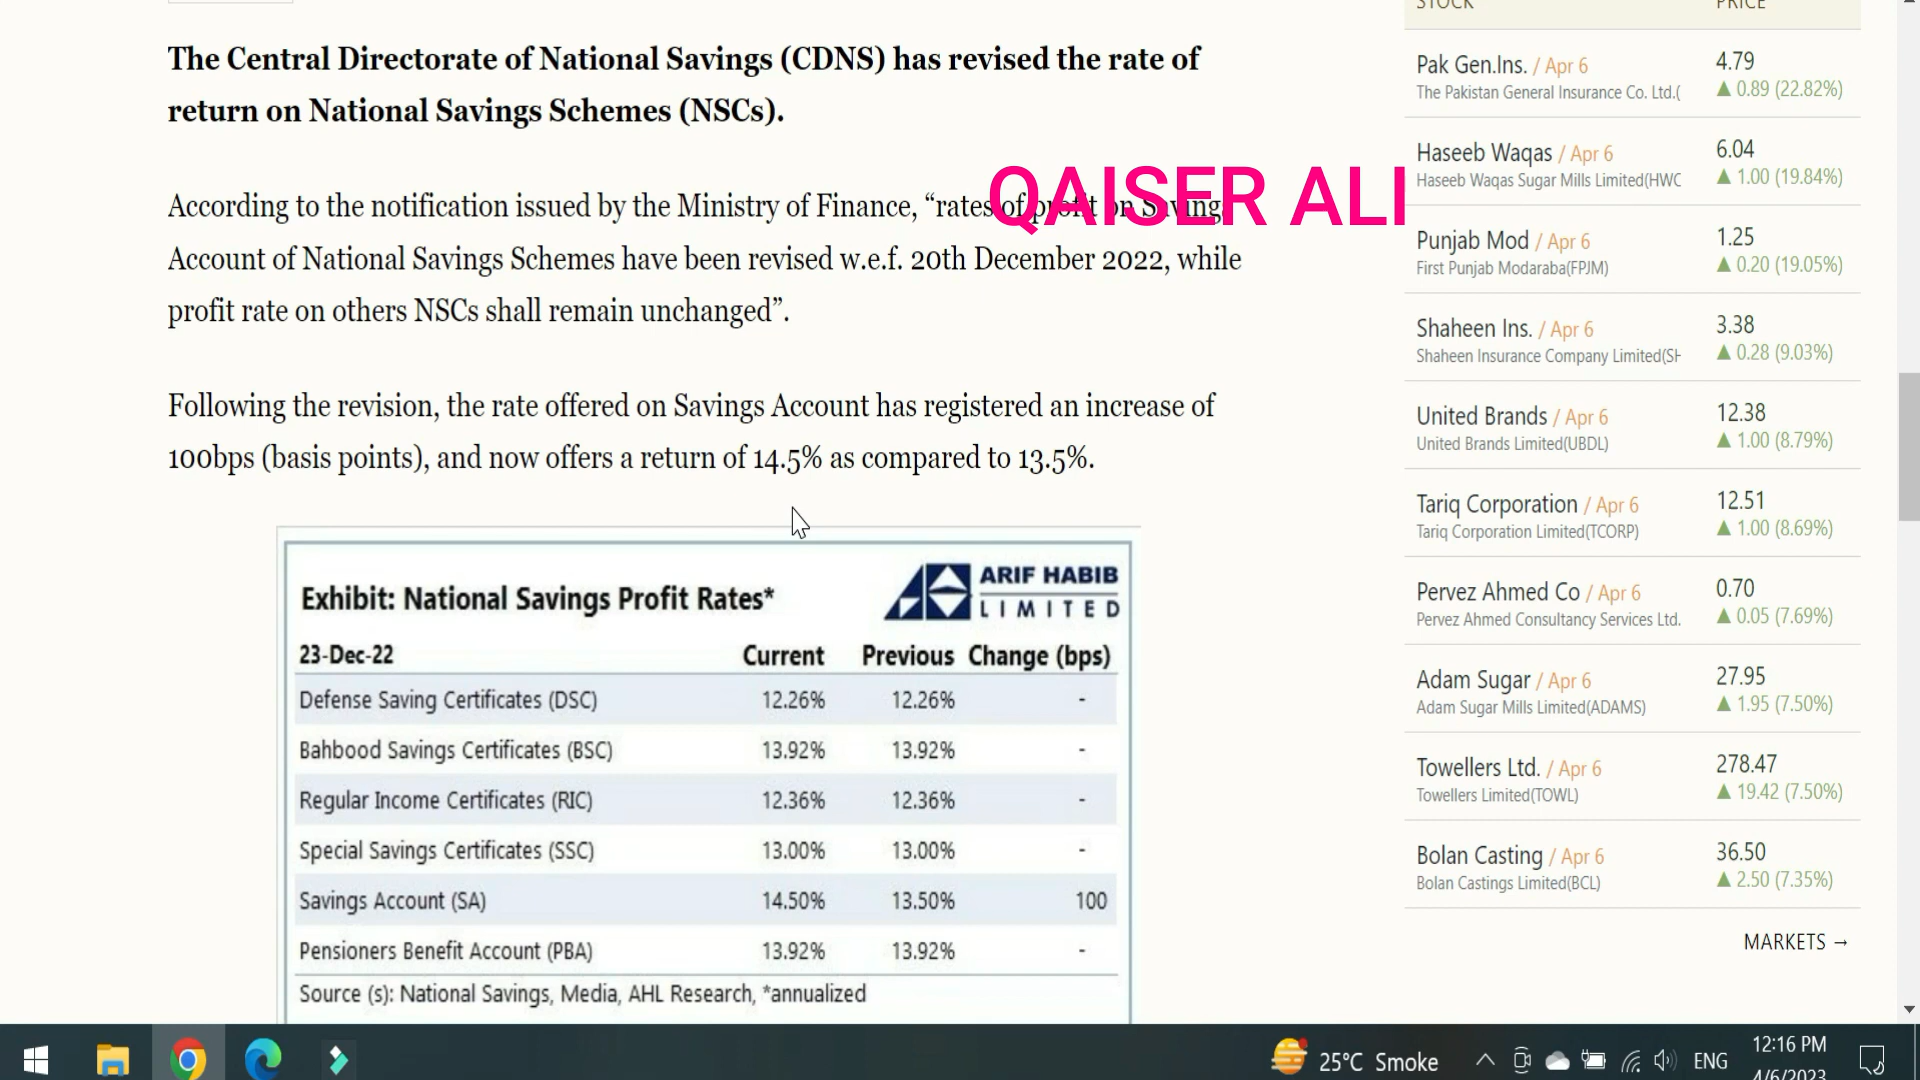 The Central Directorate of National Savings (CDNS) has revised the rate of
return on National Savings Schemes (NSCs).
QAISER ALI
According to the notification issued by the Ministry of Finance, “rates of profit on Savings
Account of National Savings Schemes have been revised w.e.f. 20th December 2022, while
profit rate on others NSCs shall remain unchanged”.
Following the revision, the rate offered on Savings Account has registered an increase of
100bps (basis points), and now offers a return of 14.5% as compared to 13.5%.
Exhibit: National Savings Profit Rates*
ARIF HABIB
LIMITED
23-Dec-22 Current Previous Change (bps)
Defense Saving Certificates (DSC) 12.26% 12.26% -
Bahbood Savings Certificates (BSC) 13.92% 13.92% -
Regular Income Certificates (RIC) 12.36% 12.36% -
Special Savings Certificates (SSC) 13.00% 13.00% -
Savings Account (SA) 14.50% 13.50% 100
Pensioners Benefit Account (PBA) 13.92% 13.92% -
Source (s): National Savings, Media, AHL Research, *annualized
STOCK PRICE
Pak Gen.Ins. / Apr 6 4.79
The Pakistan General Insurance Co. Ltd.( ▲ 0.89 (22.82%)
Haseeb Waqas / Apr 6 6.04
Haseeb Waqas Sugar Mills Limited(HWC ▲ 1.00 (19.84%)
Punjab Mod / Apr 6 1.25
First Punjab Modaraba(FPJM) ▲ 0.20 (19.05%)
Shaheen Ins. / Apr 6 3.38
Shaheen Insurance Company Limited(SH ▲ 0.28 (9.03%)
United Brands / Apr 6 12.38
United Brands Limited(UBDL) ▲ 1.00 (8.79%)
Tariq Corporation / Apr 6 12.51
Tariq Corporation Limited(TCORP) ▲ 1.00 (8.69%)
Pervez Ahmed Co / Apr 6 0.70
Pervez Ahmed Consultancy Services Ltd. ▲ 0.05 (7.69%)
Adam Sugar / Apr 6 27.95
Adam Sugar Mills Limited(ADAMS) ▲ 1.95 (7.50%)
Towellers Ltd. / Apr 6 278.47
Towellers Limited(TOWL) ▲ 19.42 (7.50%)
Bolan Casting / Apr 6 36.50
Bolan Castings Limited(BCL) ▲ 2.50 (7.35%)
MARKETS →
25°C Smoke ENG 12:16 PM
4/6/2023